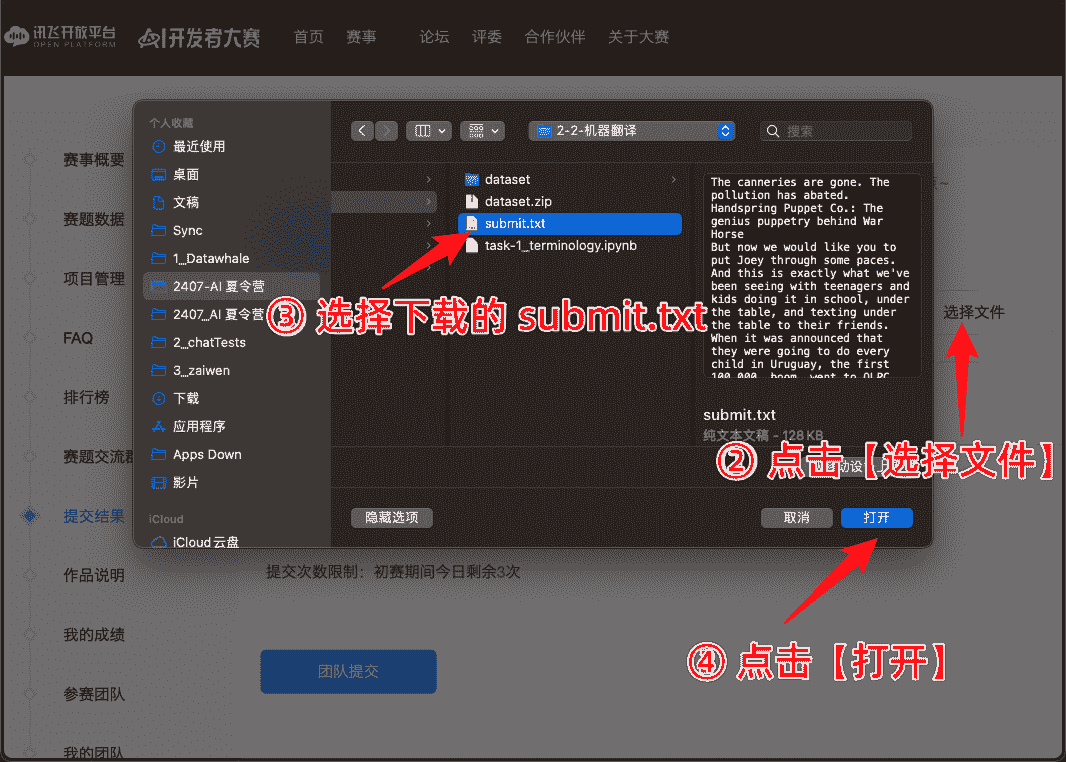 讯飞开放平台
OPEN PLATFORM
AI开发者大赛
首页 赛事 论坛 评委 合作伙伴 关于大赛
赛事概要
赛题数据
项目管理
FAQ
排行榜
赛题交流群
提交结果
作品说明
我的成绩
参赛团队
我的团队
个人收藏
最近使用
桌面
文稿
Sync
1_Datawhale
2407-AI 夏令营
2407_AI 夏令营
2_chatTests
3_zaiwen
下载
应用程序
Apps Down
影片
iCloud
iCloud云盘
2-2-机器翻译
搜索
dataset
dataset.zip
submit.txt
task-1_terminology.ipynb
The canneries are gone. The
pollution has abated.
Handspring Puppet Co.: The
genius puppetry behind War
Horse
But now we would like you to
put Joey through some paces.
And this is exactly what we've
been seeing with teenagers and
kids doing it in school, under
the table, and texting under
the table to their friends.
When it was announced that
they were going to do every
child in Uruguay, the first
100,000, boom, went to OLPC
submit.txt
纯文本文稿 - 128 KB
隐藏选项
取消
打开
选择文件
② 点击【选择文件】
③ 选择下载的 submit.txt
④ 点击【打开】
提交次数限制：初赛期间今日剩余3次
团队提交